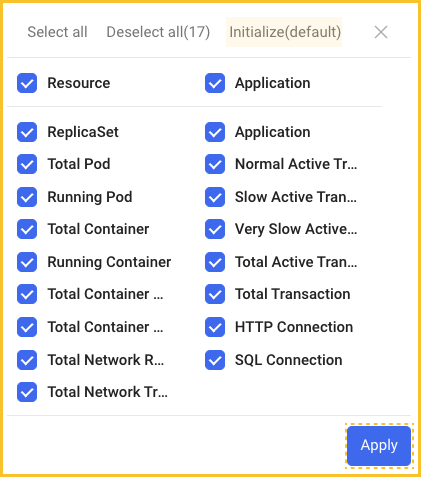 Select all Deselect all(17) Initialize(default)
Resource Application
ReplicaSet Application
Total Pod Normal Active Tr...
Running Pod Slow Active Tran...
Total Container Very Slow Active...
Running Container Total Active Tran...
Total Container ... Total Transaction
Total Container ... HTTP Connection
Total Network R... SQL Connection
Total Network Tr...
Apply